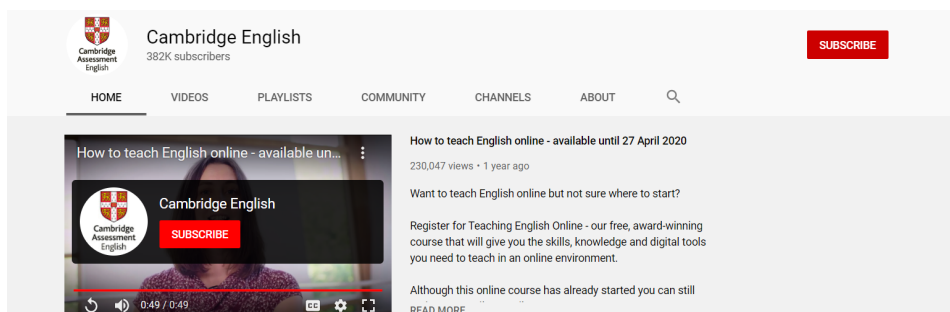 Cambridge English
382K subscribers
Cambridge
Assessment
English
SUBSCRIBE
HOME VIDEOS PLAYLISTS COMMUNITY CHANNELS ABOUT
How to teach English online - available un...
Cambridge English
Cambridge
Assessment
English
SUBSCRIBE
0:49 / 0:49
CC
How to teach English online - available until 27 April 2020
230,047 views • 1 year ago
Want to teach English online but not sure where to start?
Register for Teaching English Online - our free, award-winning
course that will give you the skills, knowledge and digital tools
you need to teach in an online environment.
Although this online course has already started you can still
READ MORE